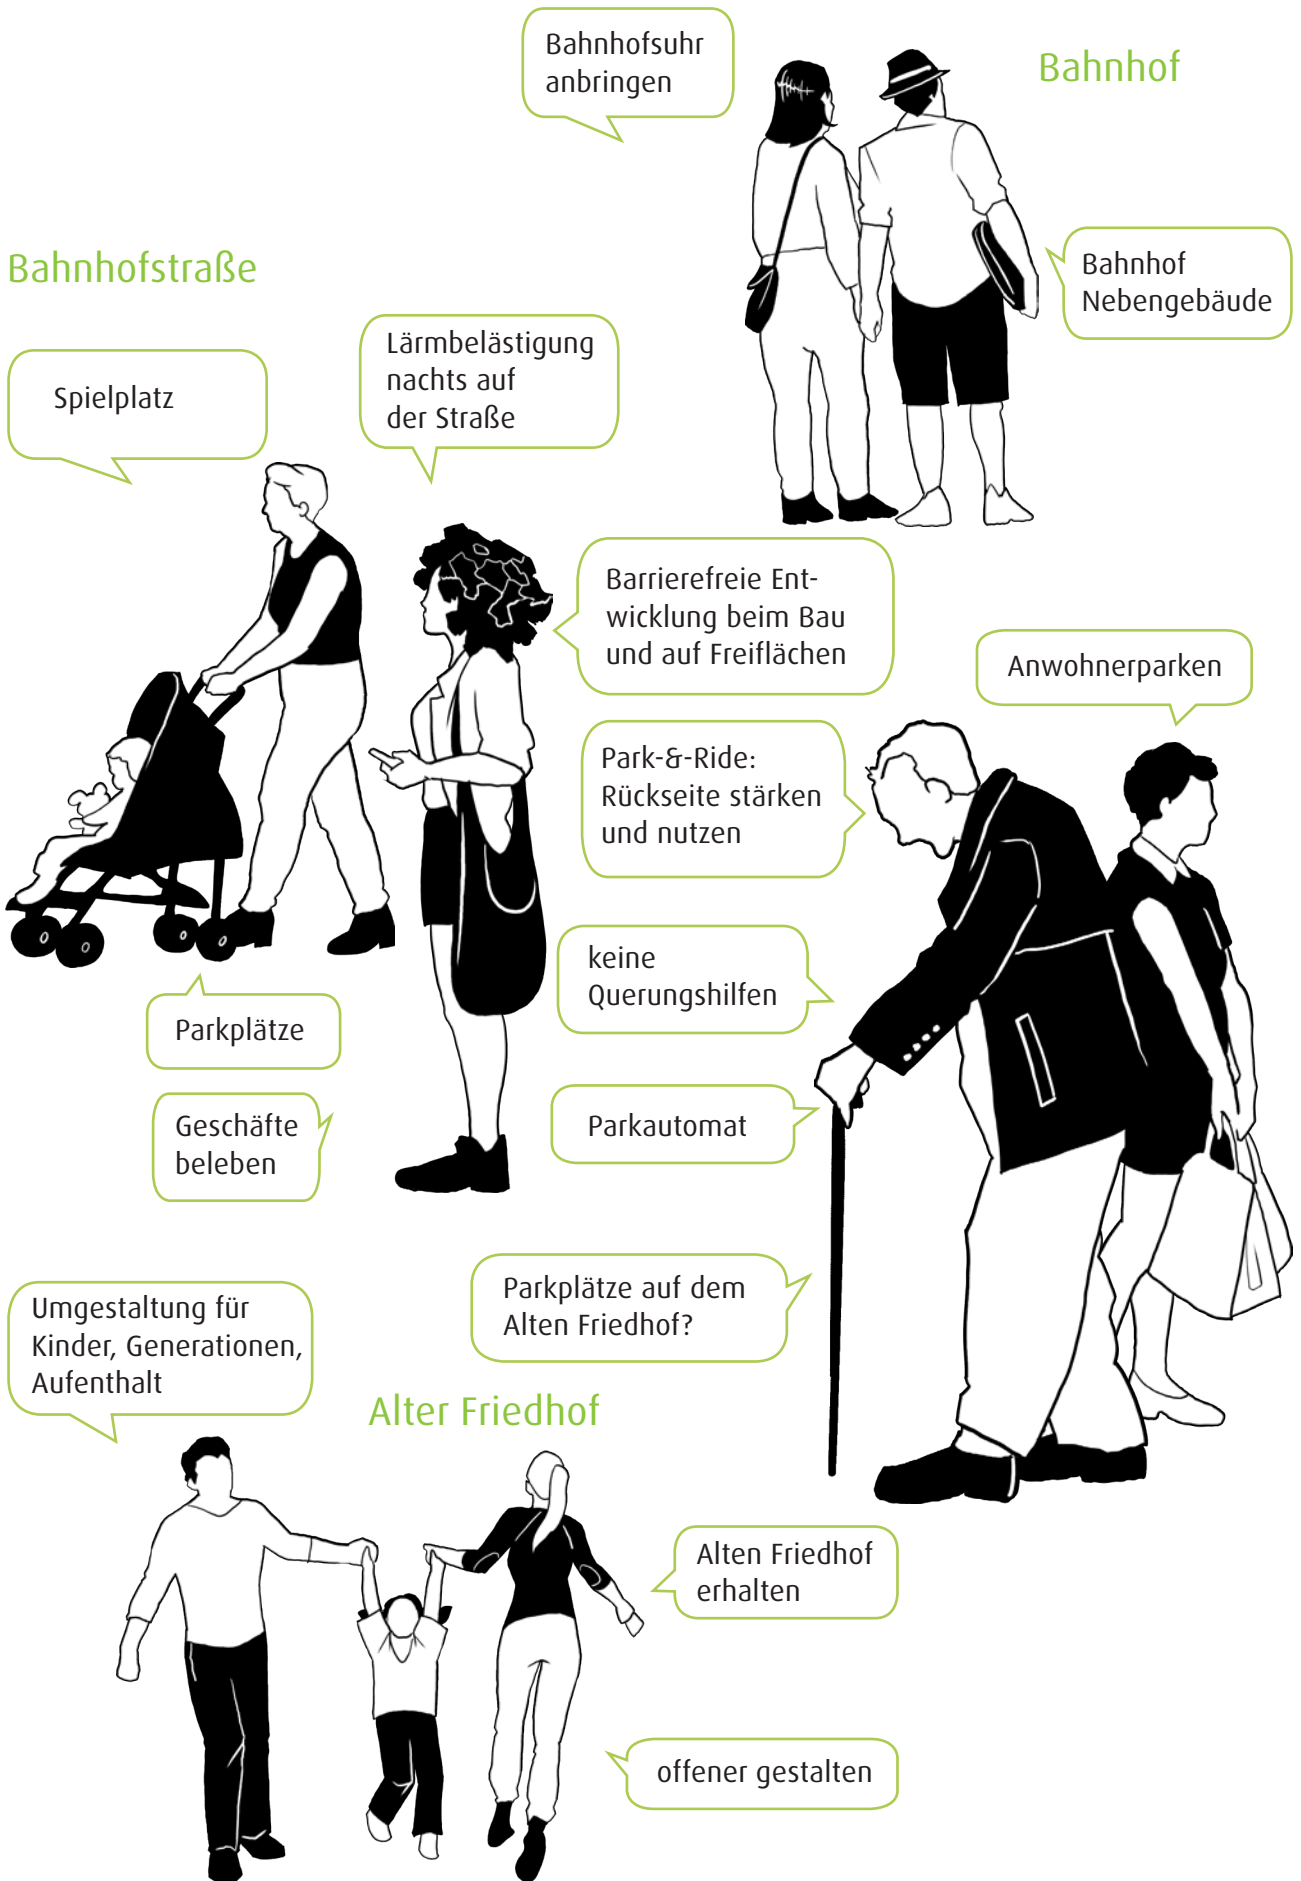 Bahnhofsuhr
anbringen
Bahnhof
Bahnhof
Nebengebäude
Bahnhofstraße
Spielplatz
Lärmbelästigung
nachts auf
der Straße
Barrierefreie Ent-
wicklung beim Bau
und auf Freiflächen
Anwohnerparken
Park-&-Ride:
Rückseite stärken
und nutzen
keine
Querungshilfen
Parkplätze
Geschäfte
beleben
Parkautomat
Parkplätze auf dem
Alten Friedhof?
Umgestaltung für
Kinder, Generationen,
Aufenthalt
Alter Friedhof
Alten Friedhof
erhalten
offener gestalten